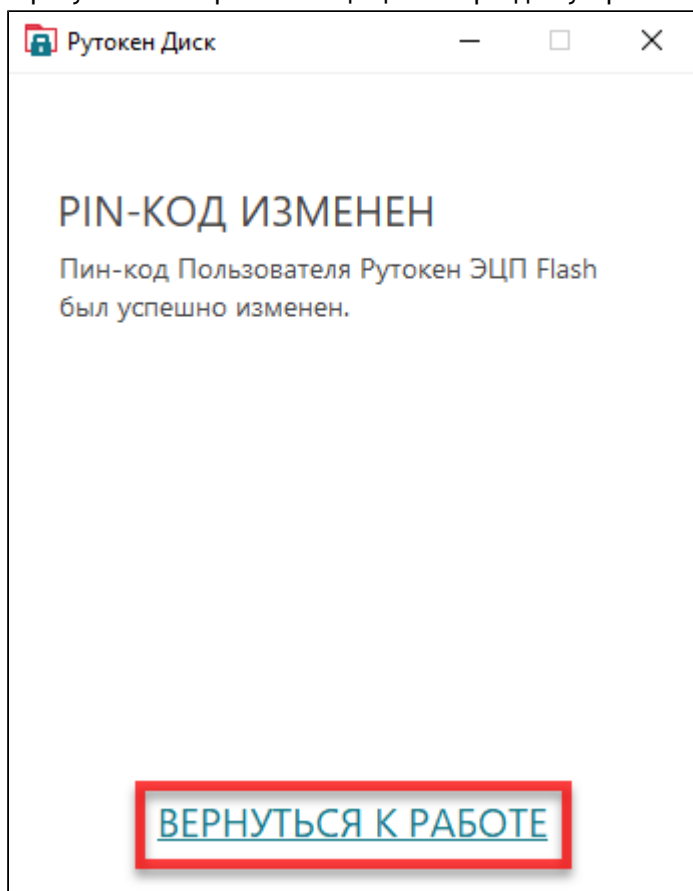 Рутокен Диск
PIN-КОД ИЗМЕНЕН
Пин-код Пользователя Рутокен ЭЦП Flash
был успешно изменен.
ВЕРНУТЬСЯ К РАБОТЕ